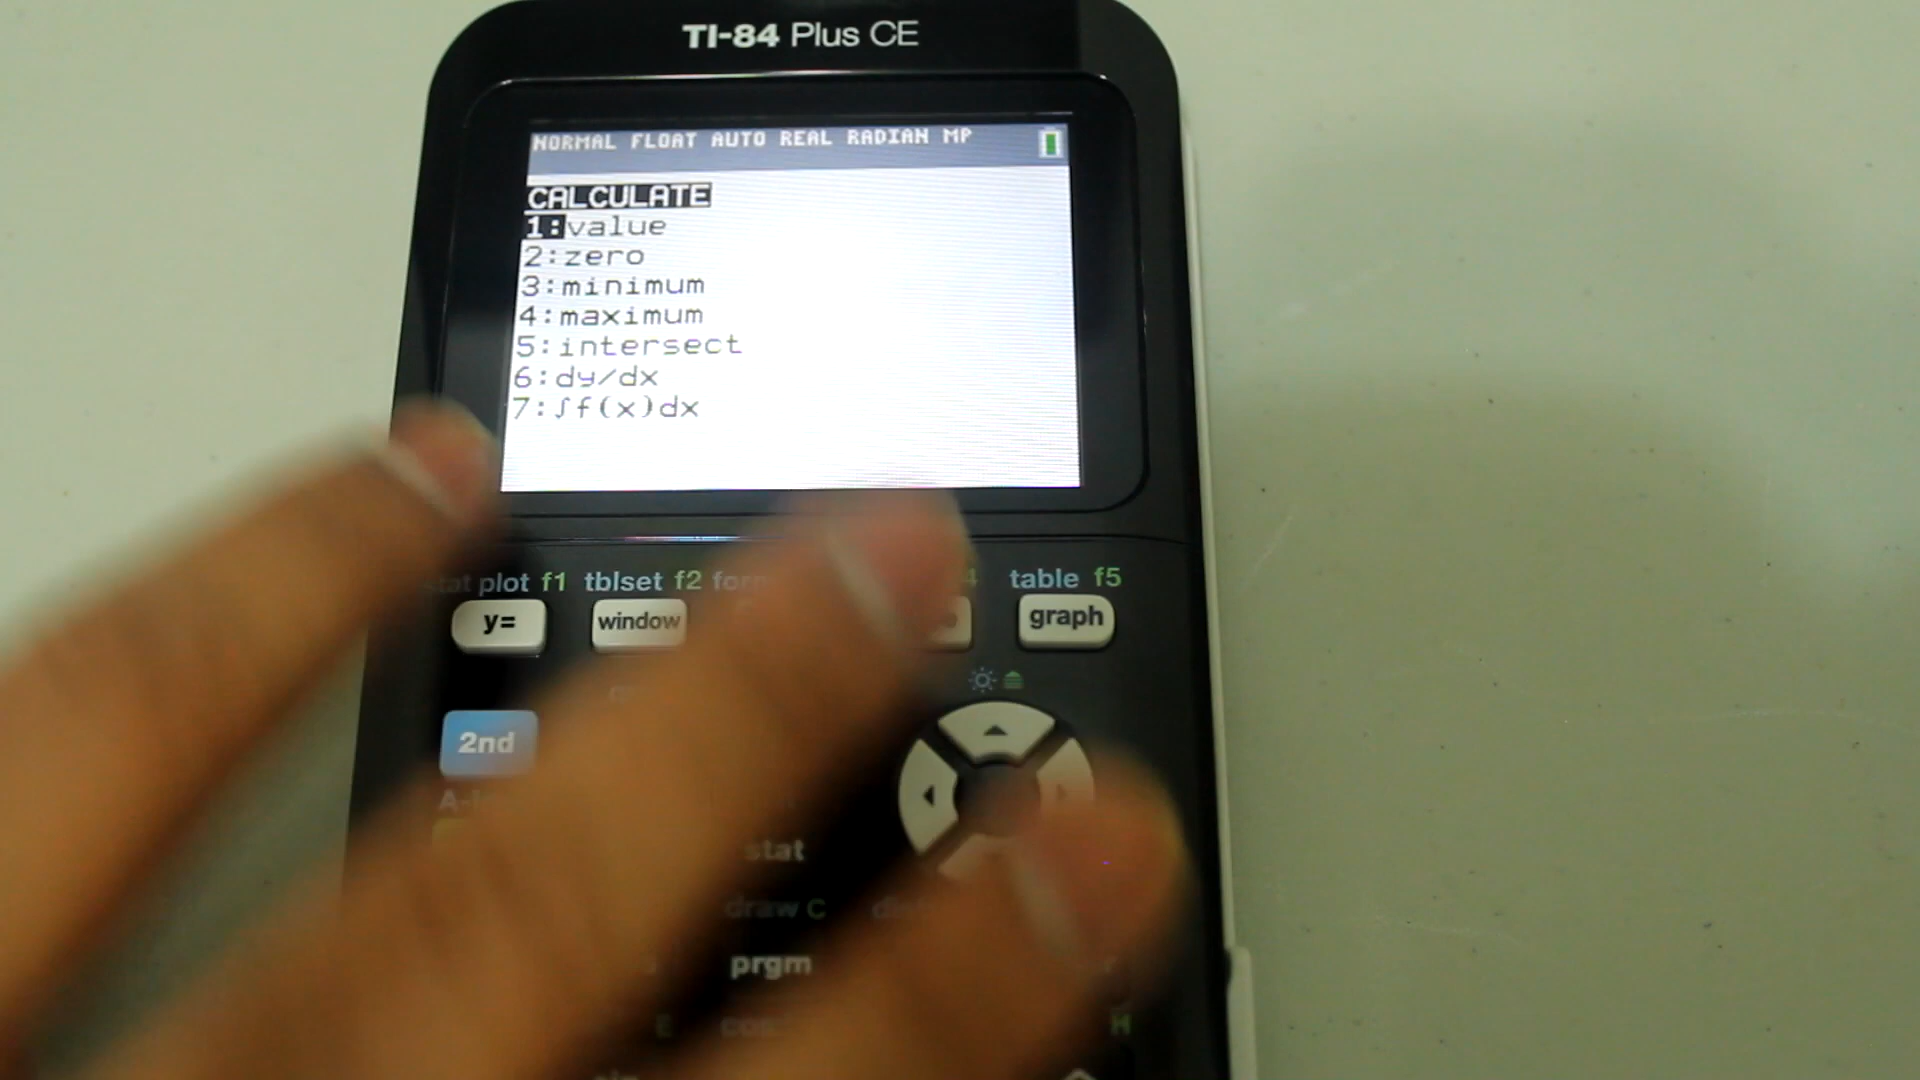 TI-84 Plus CE
NORMAL FLOAT AUTO REAL RADIAN MP
CALCULATE
1:value
2:zero
3:minimum
4:maximum
5:intersect
6:dy/dx
7:∫f(x)dx
plot f1 tblset f2 table f5
y= window graph
2nd
stat
draw C
prgm
E
H